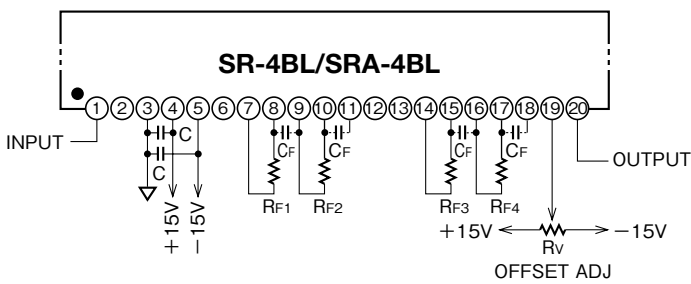 SR-4BL/SRA-4BL
1 2 3 4 5 6 7 8 9 10 11 12 13 14 15 16 17 18 19 20
INPUT
C
C
CF
CF
CF
CF
OUTPUT
RF1
RF2
RF3
RF4
+15V
−15V
+15V
−15V
RV
OFFSET ADJ